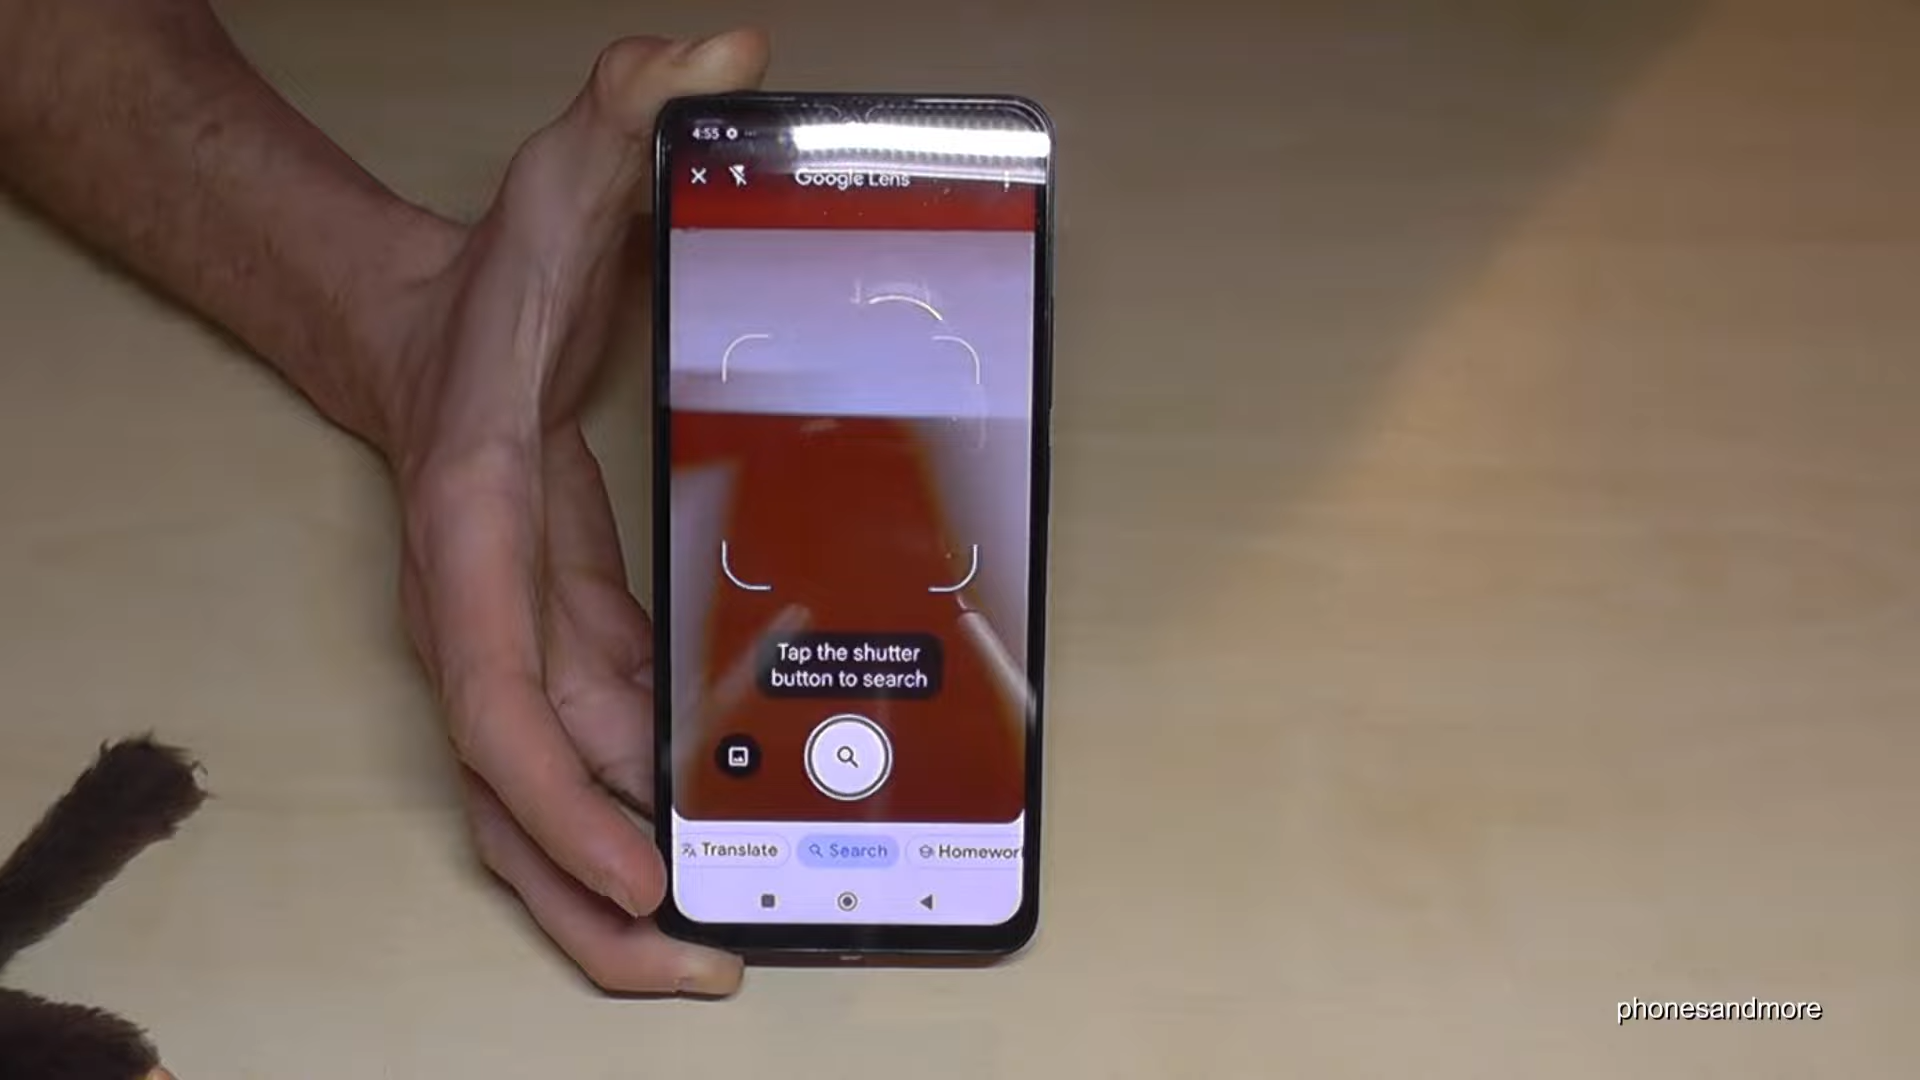 4:55
Google Lens
Tap the shutter
button to search
Translate
Search
Homewor
phonesandmore